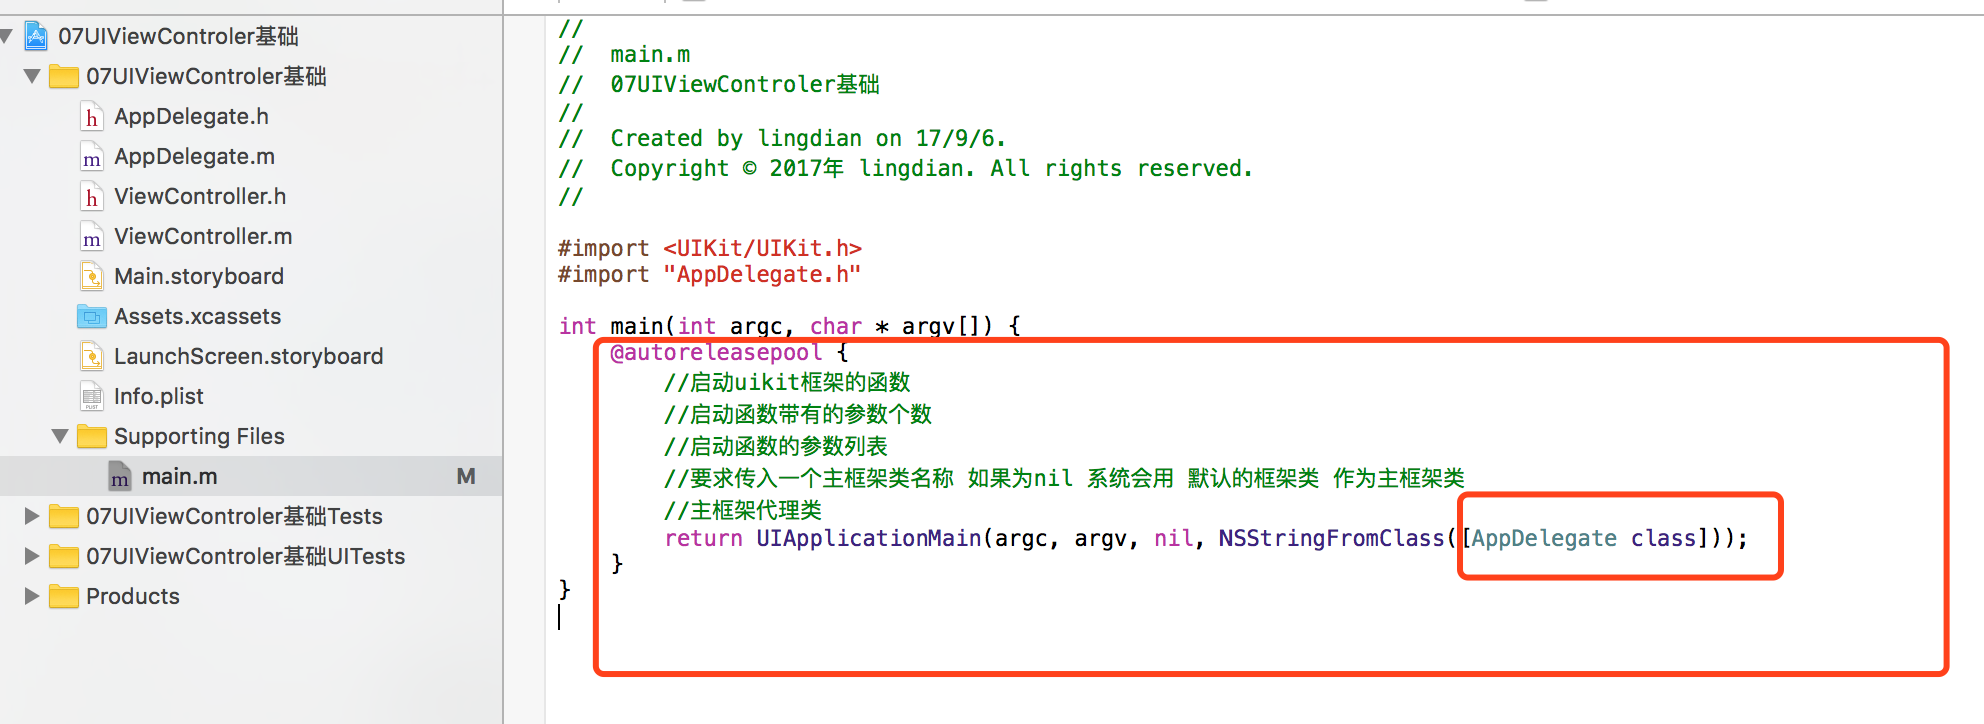 07UIViewControler基础
07UIViewControler基础
AppDelegate.h
AppDelegate.m
ViewController.h
ViewController.m
Main.storyboard
Assets.xcassets
LaunchScreen.storyboard
Info.plist
Supporting Files
main.m M
07UIViewControler基础Tests
07UIViewControler基础UITests
Products
//
// main.m
// 07UIViewControler基础
//
// Created by lingdian on 17/9/6.
// Copyright © 2017年 lingdian. All rights reserved.
//
#import <UIKit/UIKit.h>
#import "AppDelegate.h"
int main(int argc, char * argv[]) {
@autoreleasepool {
//启动uikit框架的函数
//启动函数带有的参数个数
//启动函数的参数列表
//要求传入一个主框架类名称 如果为nil 系统会用 默认的框架类 作为主框架类
//主框架代理类
return UIApplicationMain(argc, argv, nil, NSStringFromClass([AppDelegate class]));
}
}